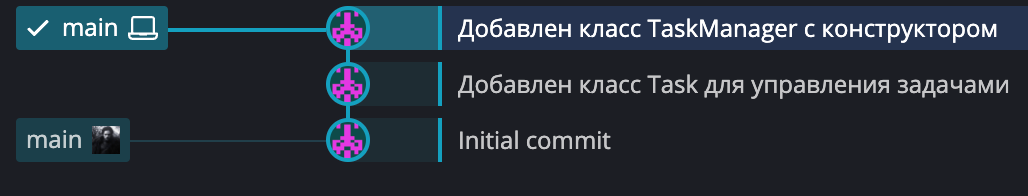 main Добавлен класс TaskManager с конструктором
Добавлен класс Task для управления задачами
main Initial commit